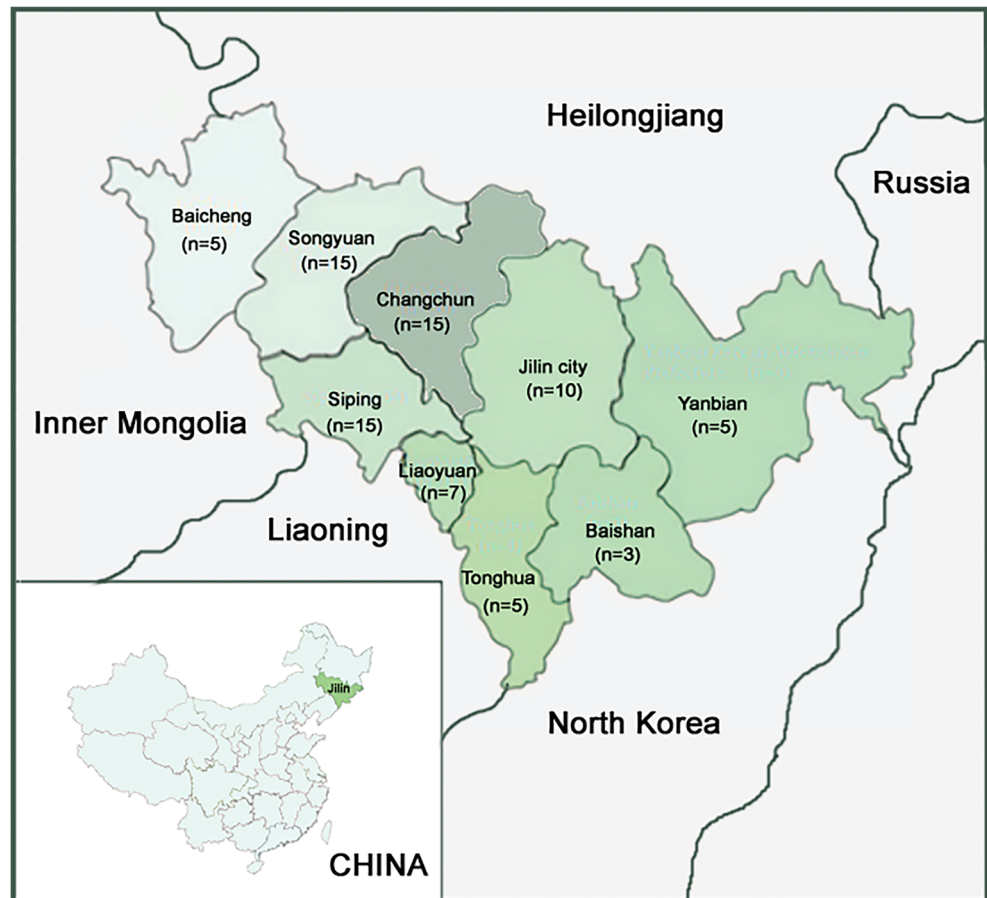 Heilongjiang
Russia
Baicheng
(n=5)
Songyuan
(n=15)
Changchun
(n=15)
Jilin city
(n=10)
Siping
(n=15)
Yanbian
(n=5)
Inner Mongolia
Liaoyuan
(n=7)
Liaoning
Baishan
(n=3)
Tonghua
(n=5)
Jilin
North Korea
CHINA